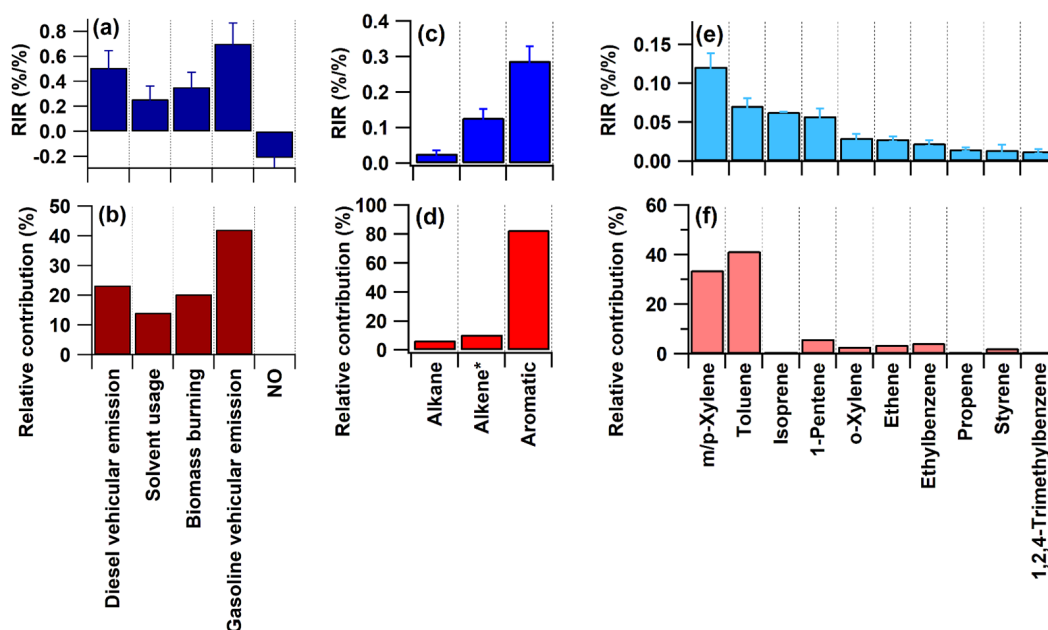 (a)
RIR (%/%)
0.8
0.6
0.4
0.2
0.0
-0.2
(b)
Relative contribution (%)
50
40
30
20
10
0
Diesel vehicular emission
Solvent usage
Biomass burning
Gasoline vehicular emission
NO
(c)
RIR (%/%)
0.4
0.3
0.2
0.1
0.0
(d)
Relative contribution (%)
100
80
60
40
20
0
Alkane
Alkene*
Aromatic
(e)
RIR (%/%)
0.15
0.10
0.05
0.00
(f)
Relative contribution (%)
60
40
20
0
m/p-Xylene
Toluene
Isoprene
1-Pentene
o-Xylene
Ethene
Ethylbenzene
Propene
Styrene
1,2,4-Trimethylbenzene